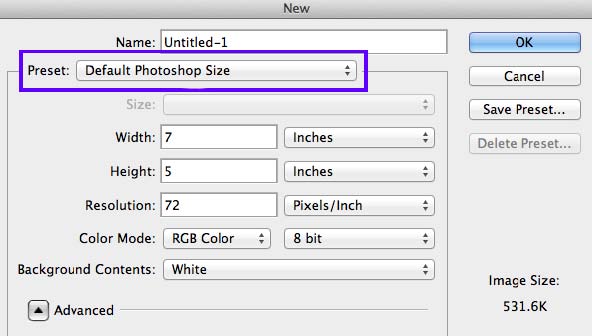 New
Name: Untitled-1 OK
Preset: Default Photoshop Size Cancel
Size: Save Preset...
Width: 7 Inches Delete Preset...
Height: 5 Inches
Resolution: 72 Pixels/Inch
Color Mode: RGB Color 8 bit
Background Contents: White
Image Size:
Advanced 531.6K